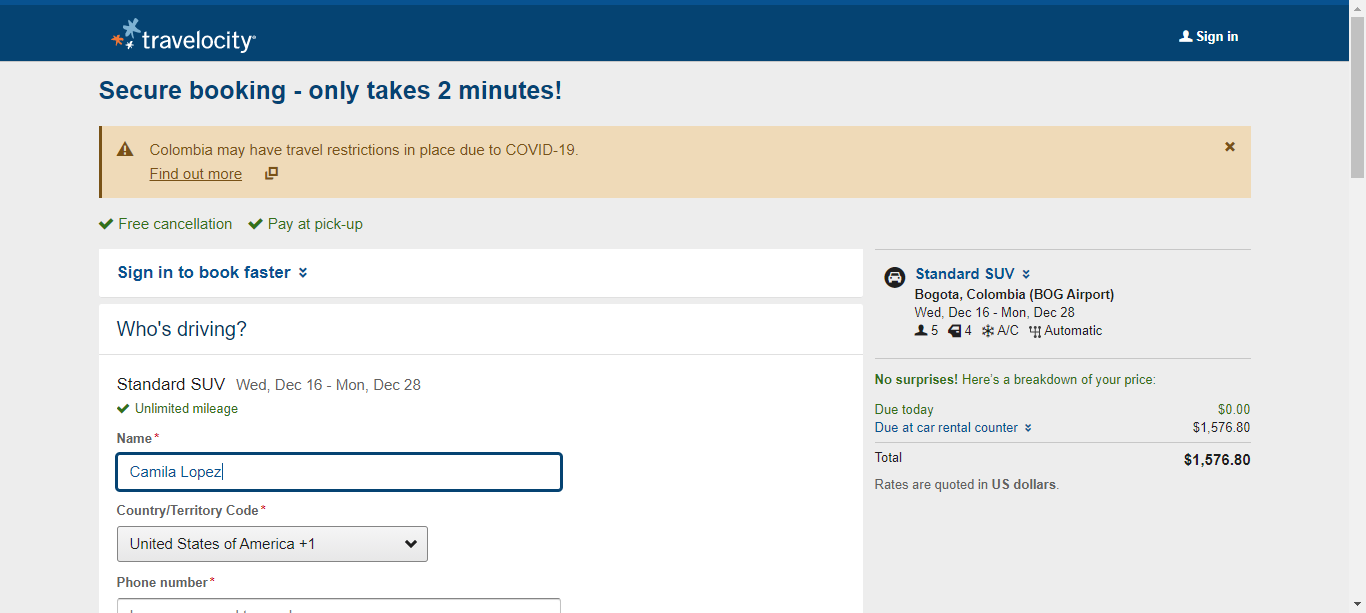 travelocity
Sign in
Secure booking - only takes 2 minutes!
Colombia may have travel restrictions in place due to COVID-19.
Find out more
Free cancellation Pay at pick-up
Sign in to book faster
Who's driving?
Standard SUV Wed, Dec 16 - Mon, Dec 28
Unlimited mileage
Name*
Camila Lopez
Country/Territory Code*
United States of America +1
Phone number*
Standard SUV
Bogota, Colombia (BOG Airport)
Wed, Dec 16 - Mon, Dec 28
5 4 A/C Automatic
No surprises! Here's a breakdown of your price:
Due today $0.00
Due at car rental counter $1,576.80
Total $1,576.80
Rates are quoted in US dollars.